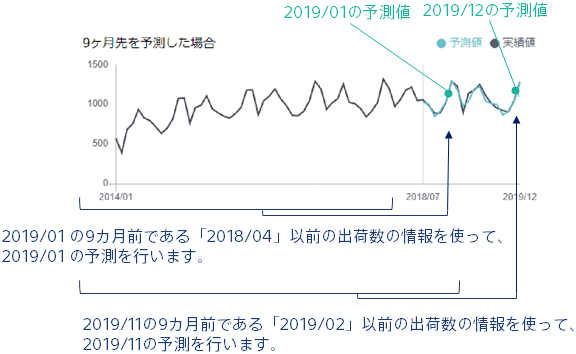 2019/01の予測値 2019/12の予測値
9ヶ月先を予測した場合
予測値 実績値
1500
1000
500
0
2014/01 2018/07 2019/12
2019/01 の9カ月前である「2018/04」以前の出荷数の情報を使って、
2019/01 の予測を行います。
2019/11の9カ月前である「2019/02」以前の出荷数の情報を使って、
2019/11の予測を行います。